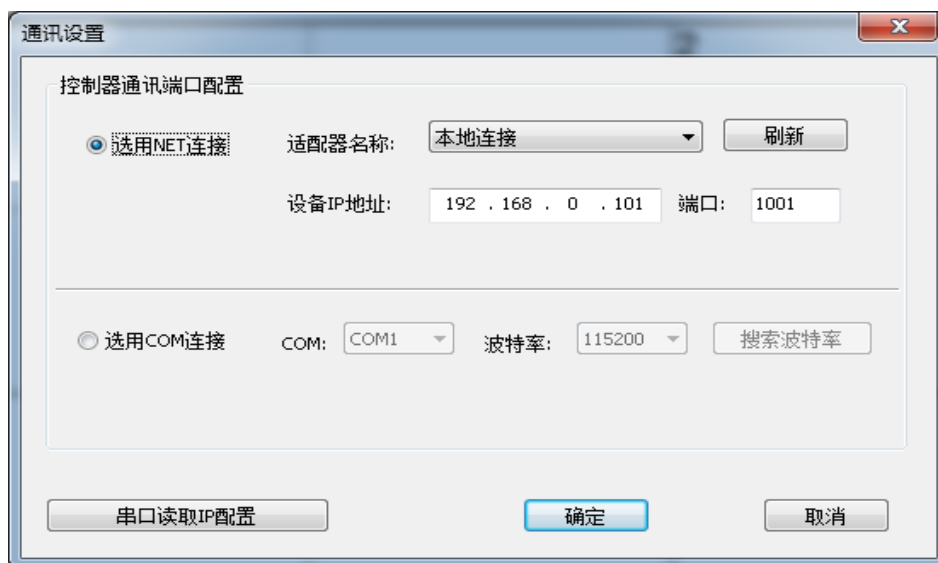 通讯设置
控制器通讯端口配置
选用NET连接 适配器名称: 本地连接 刷新
设备IP地址: 192 . 168 . 0 . 101 端口: 1001
选用COM连接 COM: COM1 波特率: 115200 搜索波特率
串口读取IP配置 确定 取消